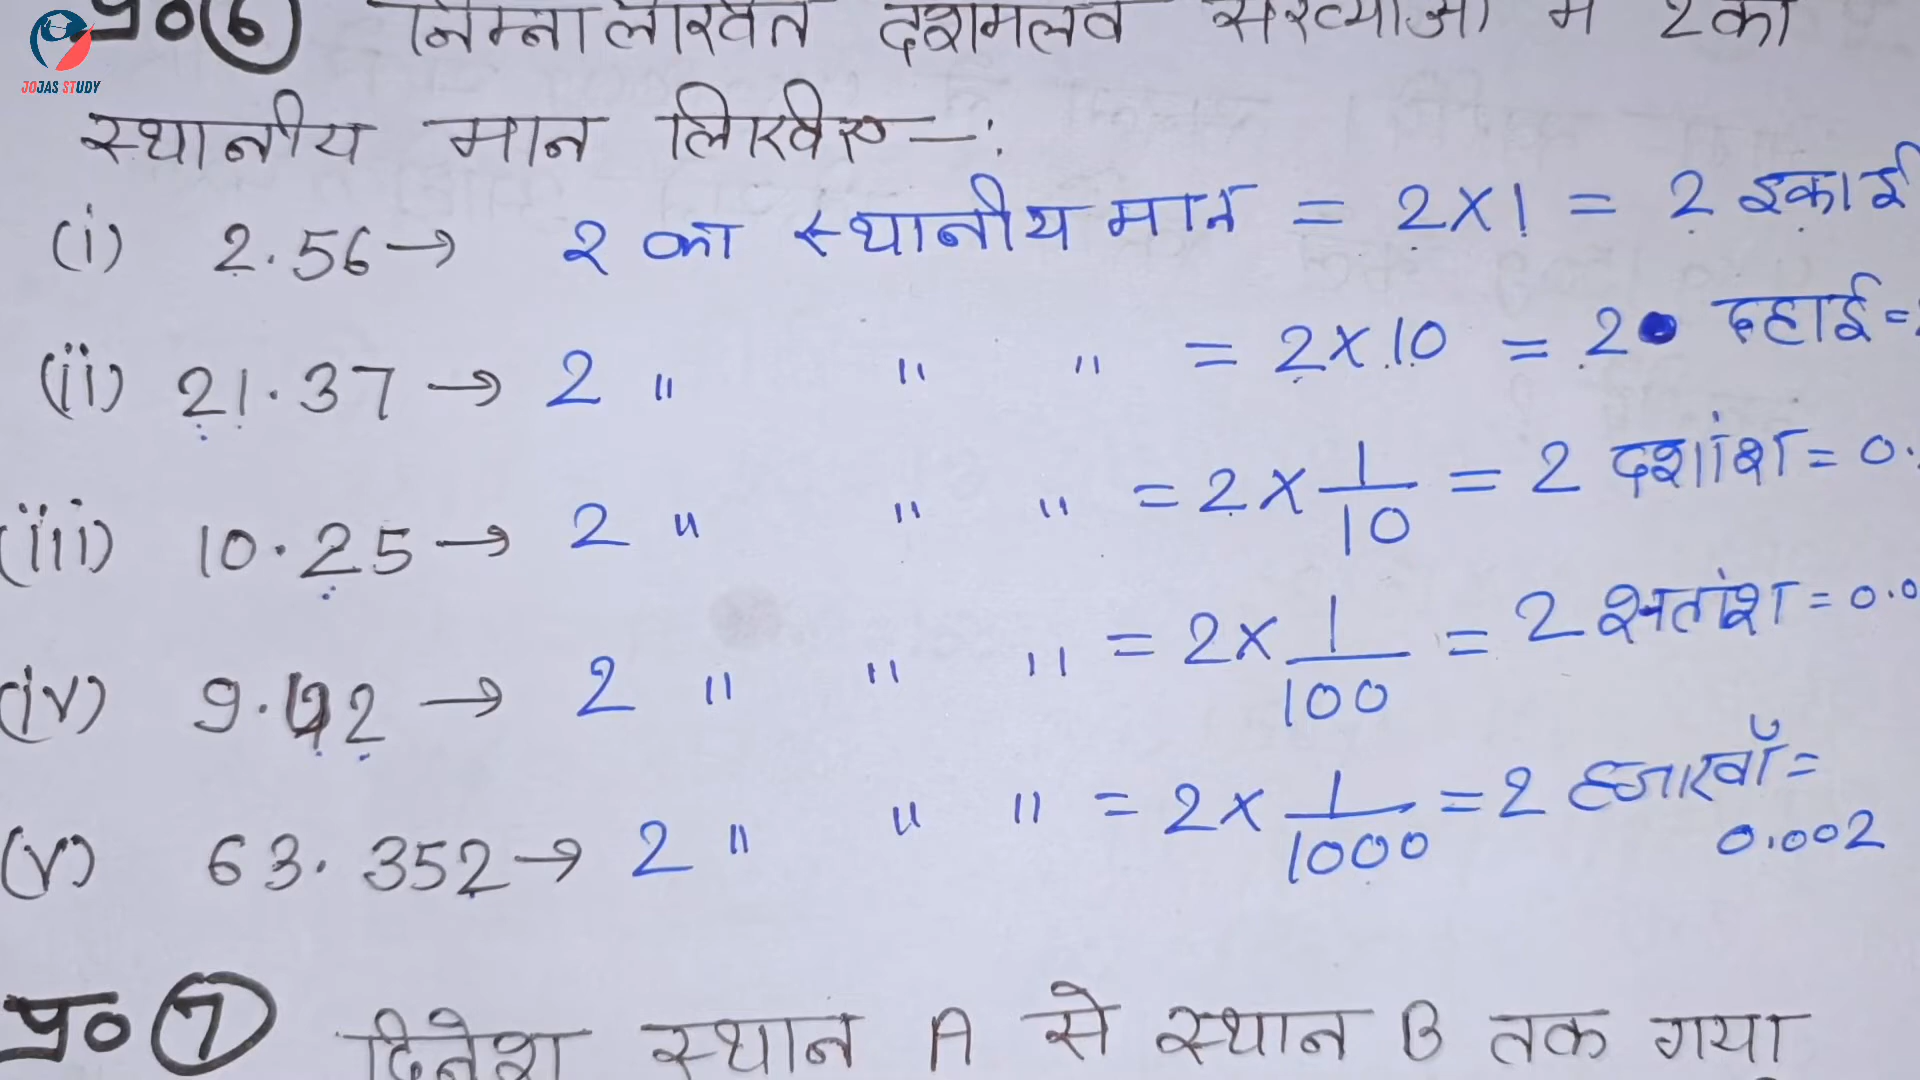 JOJAS STUDY
प्र० 6 निम्नलिखित दशमलव संख्याओं में 2 का
स्थानीय मान लिखिए –:
(i) 2.56 → 2 का स्थानीय मान = 2×1 = 2 इकाई
(ii) 21.37 → 2 " " " = 2×10 = 2 दहाई =
(iii) 10.25 → 2 " " " = 2×1/10 = 2 दशांश = 0.
(iv) 9.42 → 2 " " " = 2×1/100 = 2 शतांश = 0.0
(v) 63.352 → 2 " " " = 2×1/1000 = 2 हजारवाँ =
0.002
प्र० 7 दिनेश स्थान A से स्थान B तक गया